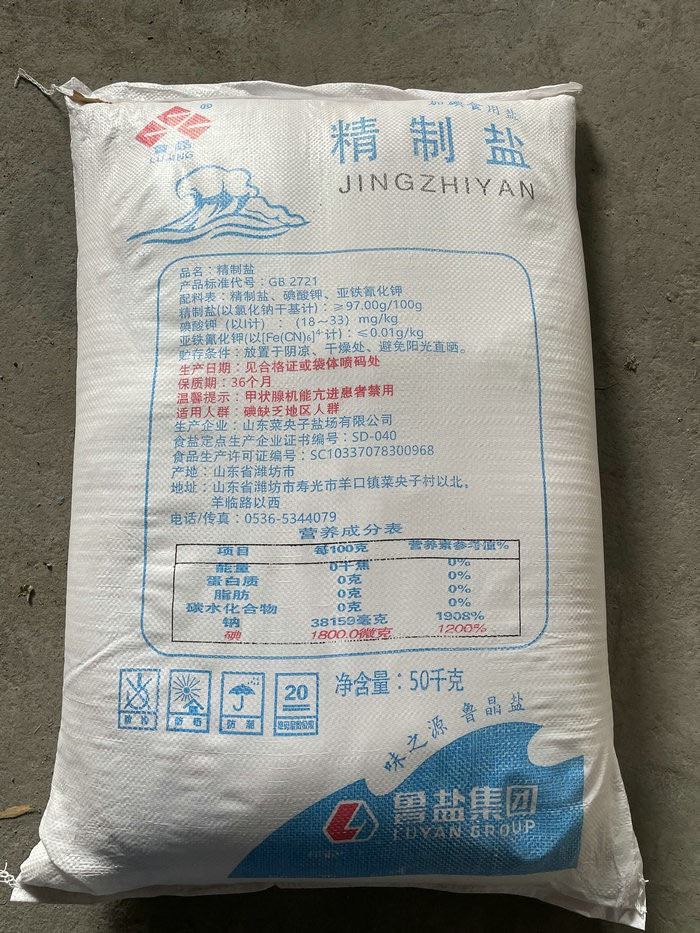 加碘食用盐
®
鲁晶
LUJING
精制盐
JINGZHIYAN
品名：精制盐
产品标准代号：GB 2721
配料表：精制盐、碘酸钾、亚铁氰化钾
精制盐(以氯化钠干基计)：≥97.00g/100g
碘酸钾（以I计）：(18~33) mg/kg
亚铁氰化钾(以[Fe(CN)₆]⁴⁻计)：≤0.01g/kg
贮存条件：放置于阴凉、干燥处、避免阳光直晒。
生产日期：见合格证或袋体喷码处
保质期：36个月
温馨提示：甲状腺机能亢进患者禁用
适用人群：碘缺乏地区人群
生产企业：山东菜央子盐场有限公司
食盐定点生产企业证书编号：SD-040
食品生产许可证编号：SC10337078300968
产地：山东省潍坊市
地址：山东省潍坊市寿光市羊口镇菜央子村以北。
羊临路以西
电话/传真：0536-5344079
营养成分表
项目 每100克 营养素参考值%
能量 0千焦 0%
蛋白质 0克 0%
脂肪 0克 0%
碳水化合物 0克 0%
钠 38159毫克 1908%
碘 1800.0微克 1200%
20
防晒
防潮
净含量：50千克
味之源 鲁晶盐
鲁盐集团
LUYAN GROUP